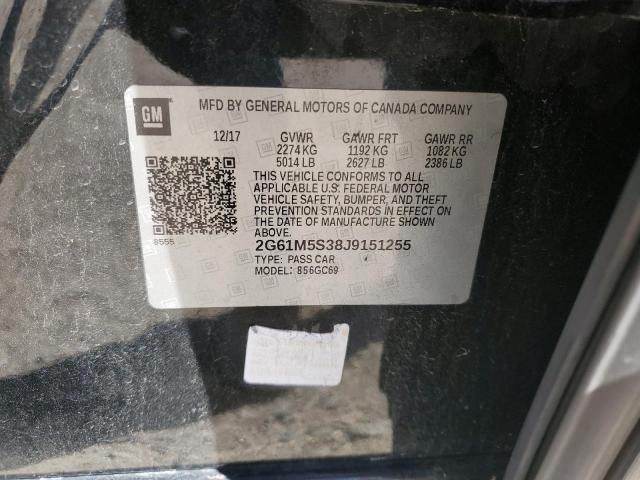 GM
MFD BY GENERAL MOTORS OF CANADA COMPANY
12/17 GVWR GAWR FRT GAWR RR
2274 KG 1192 KG 1082 KG
5014 LB 2627 LB 2386 LB
THIS VEHICLE CONFORMS TO ALL
APPLICABLE U.S. FEDERAL MOTOR
VEHICLE SAFETY, BUMPER, AND THEFT
PREVENTION STANDARDS IN EFFECT ON
THE DATE OF MANUFACTURE SHOWN
ABOVE.
8555
2G61M5S38J9151255
TYPE: PASS CAR
MODEL: 856GC69